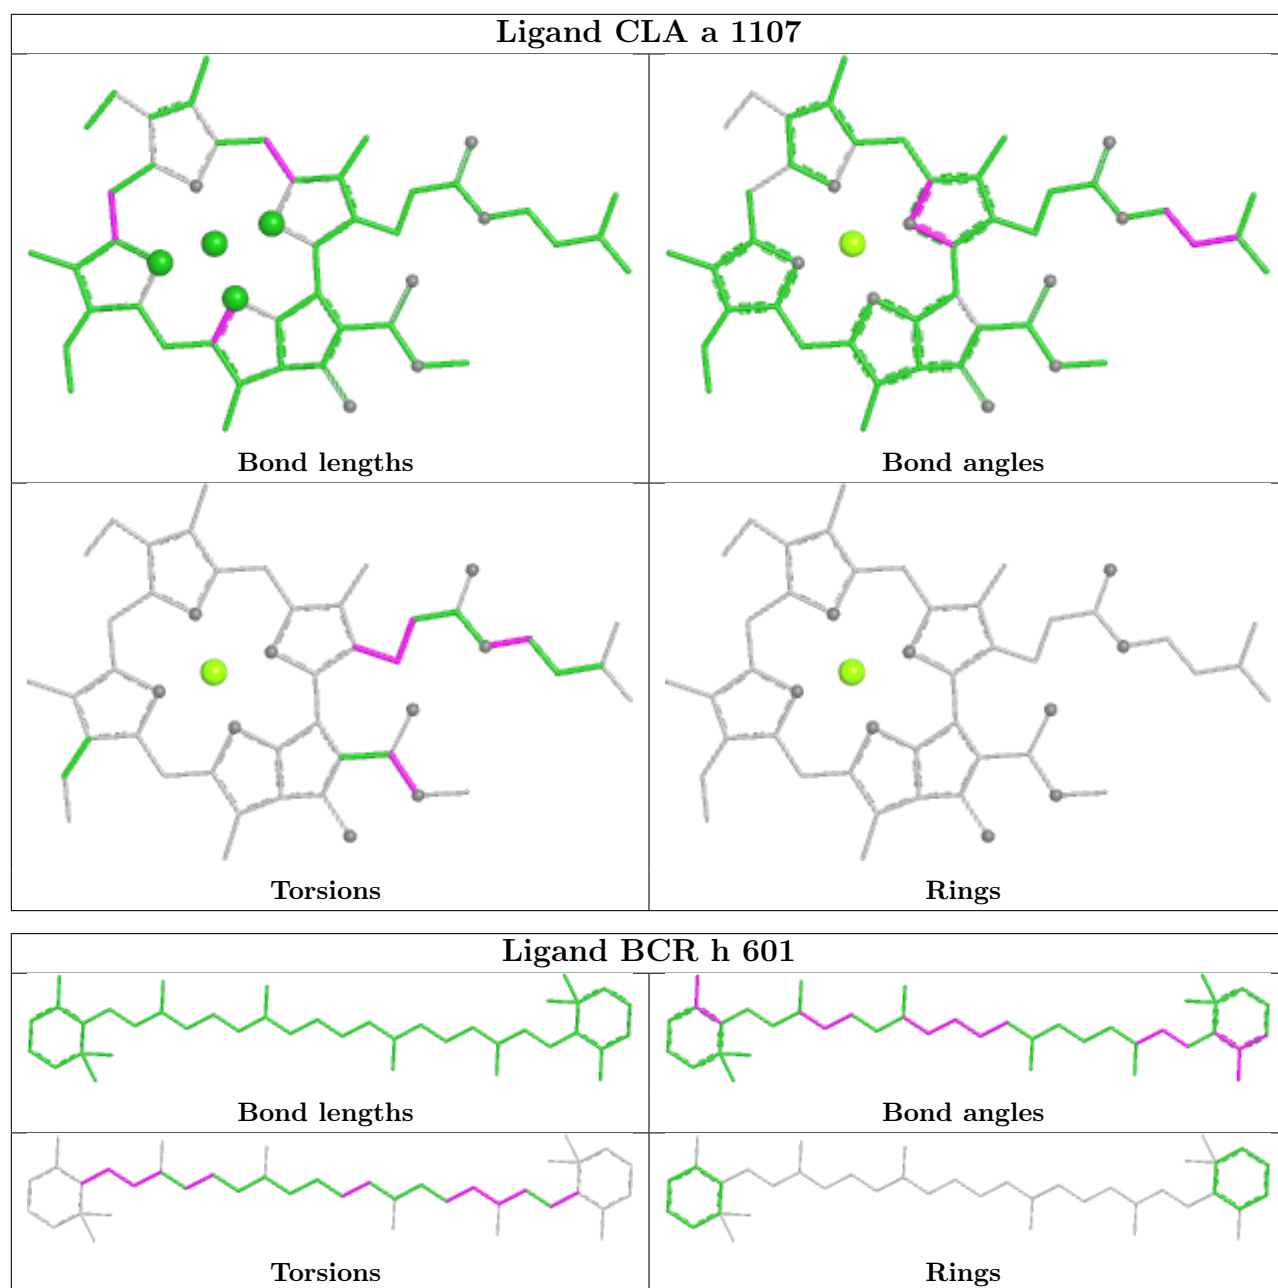 Ligand CLA a 1107
Bond lengths
Bond angles
Torsions
Rings
Ligand BCR h 601
Bond lengths
Bond angles
Torsions
Rings